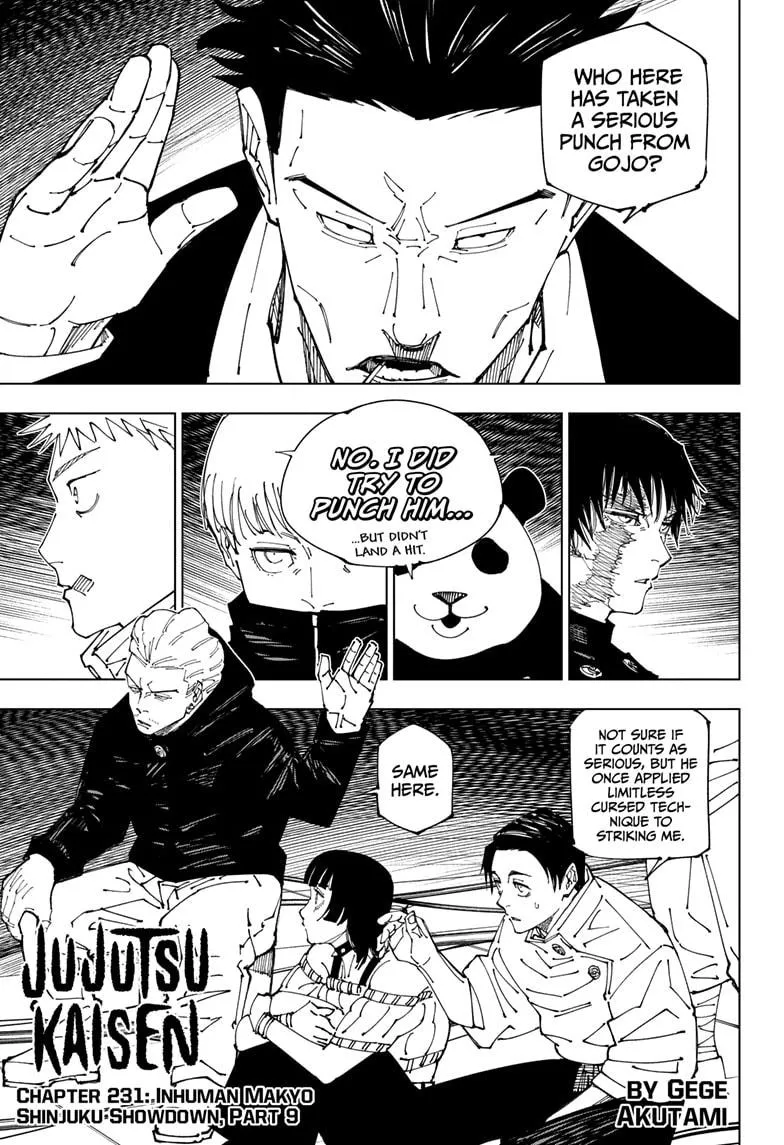 WHO HERE
HAS TAKEN
A SERIOUS
PUNCH FROM
GOJO?
NO. I DID
TRY TO
PUNCH HIM...
...BUT DIDN'T
LAND A HIT.
SAME
HERE.
NOT SURE IF
IT COUNTS AS
SERIOUS, BUT HE
ONCE APPLIED
LIMITLESS
CURSED TECH-
NIQUE TO
STRIKING ME.
JUJUTSU
KAISEN
CHAPTER 231: INHUMAN MAKYO
SHINJUKU SHOWDOWN, PART 9
BY GEGE
AKUTAMI